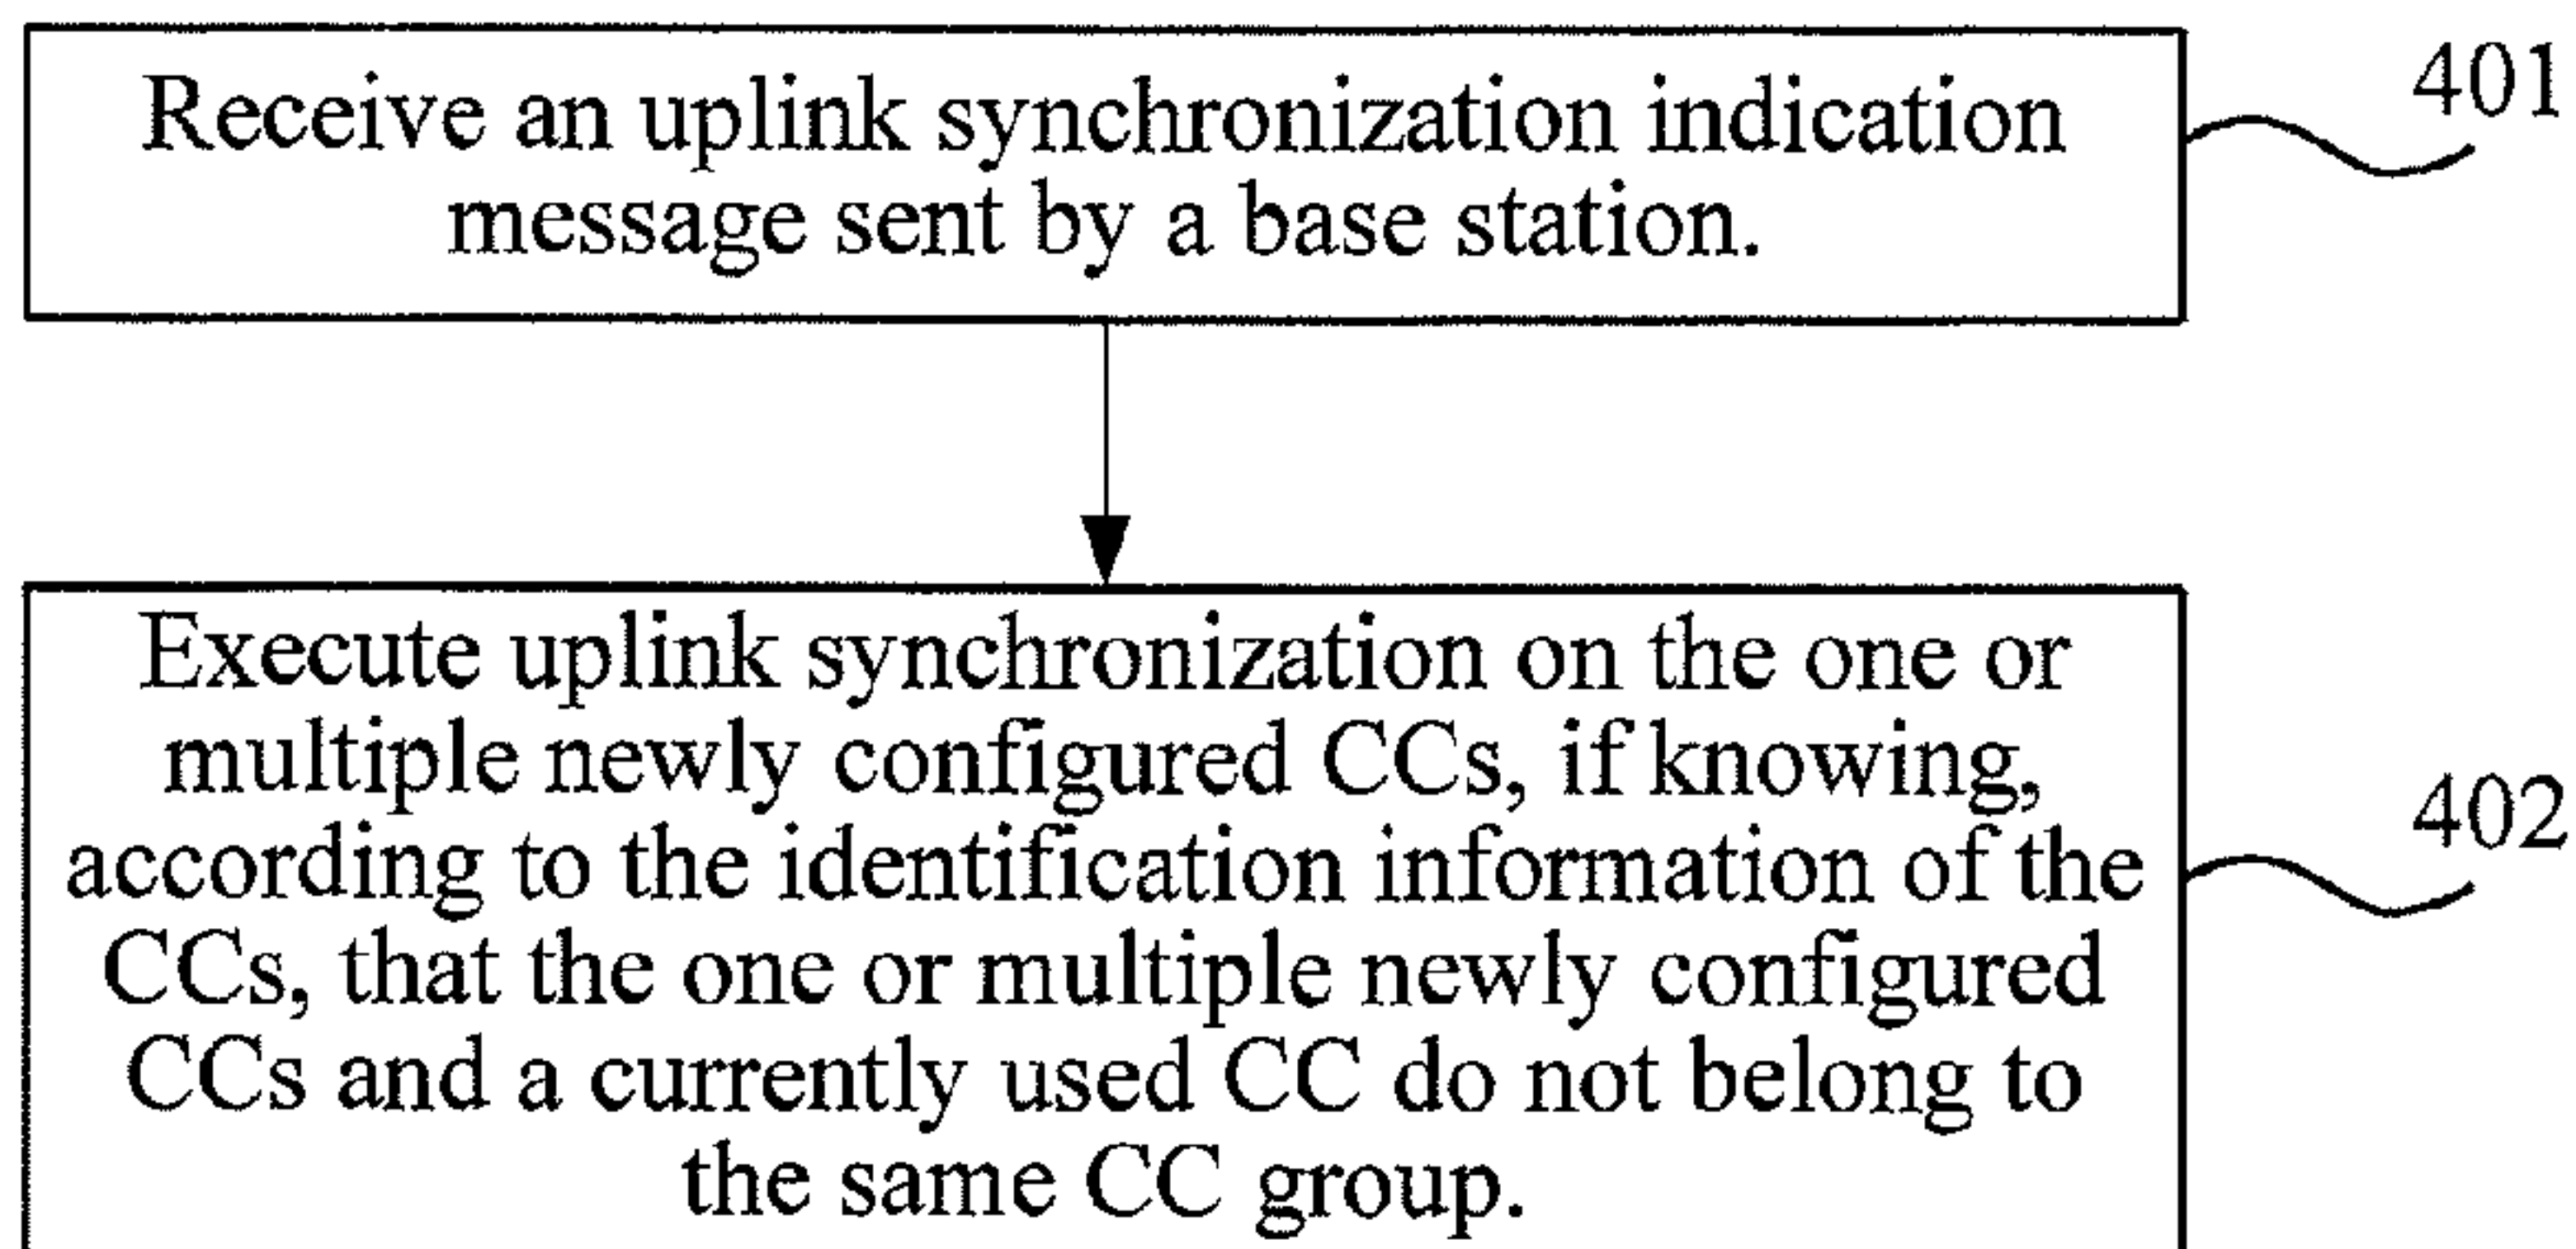 Receive an uplink synchronization indication
message sent by a base station.
401
Execute uplink synchronization on the one or
multiple newly configured CCs, if knowing,
according to the identification information of the
CCs, that the one or multiple newly configured
CCs and a currently used CC do not belong to
the same CC group.
402